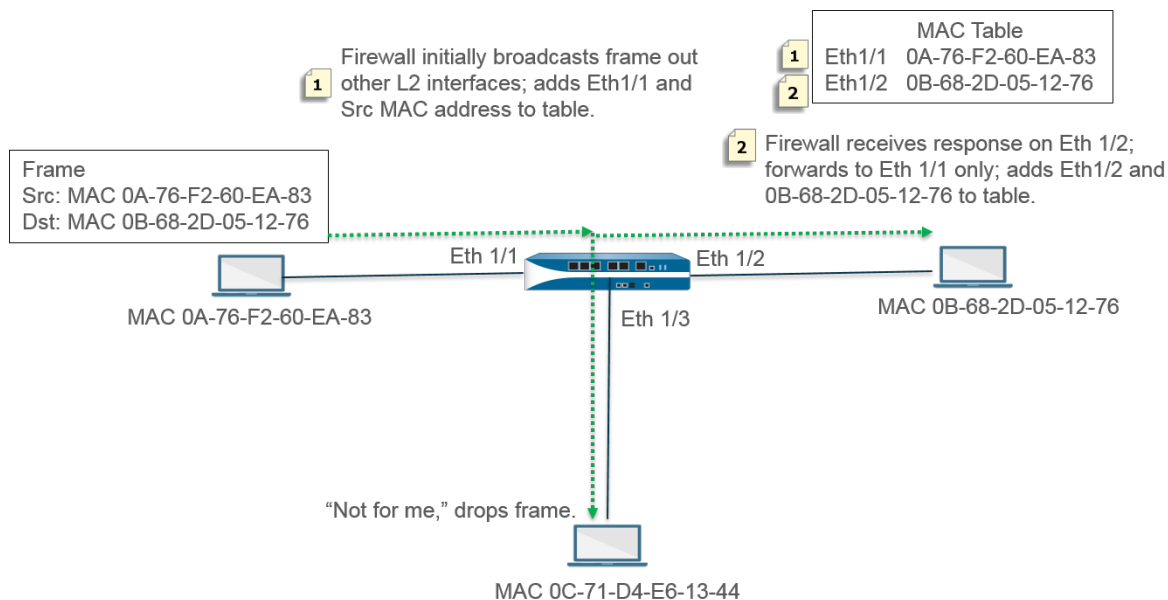 1
Firewall initially broadcasts frame out
other L2 interfaces; adds Eth1/1 and
Src MAC address to table.
MAC Table
1
Eth1/1 0A-76-F2-60-EA-83
2
Eth1/2 0B-68-2D-05-12-76
2
Firewall receives response on Eth 1/2;
forwards to Eth 1/1 only; adds Eth1/2 and
0B-68-2D-05-12-76 to table.
Frame
Src: MAC 0A-76-F2-60-EA-83
Dst: MAC 0B-68-2D-05-12-76
Eth 1/1
Eth 1/2
MAC 0A-76-F2-60-EA-83
MAC 0B-68-2D-05-12-76
Eth 1/3
“Not for me,” drops frame.
MAC 0C-71-D4-E6-13-44